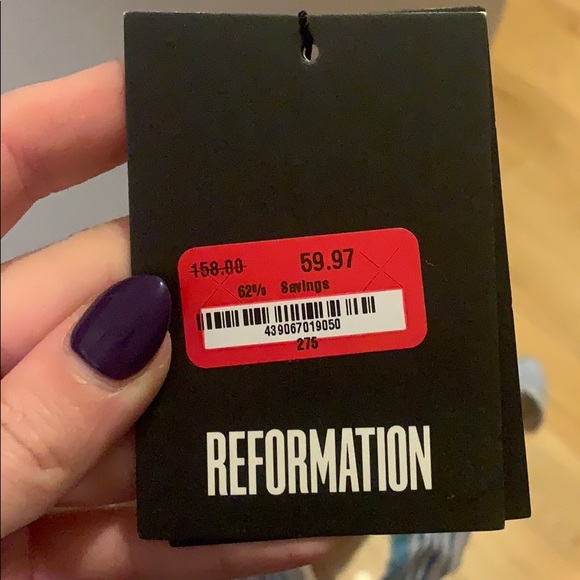 158.00 59.97
62% Savings
439067019050
275
REFORMATION